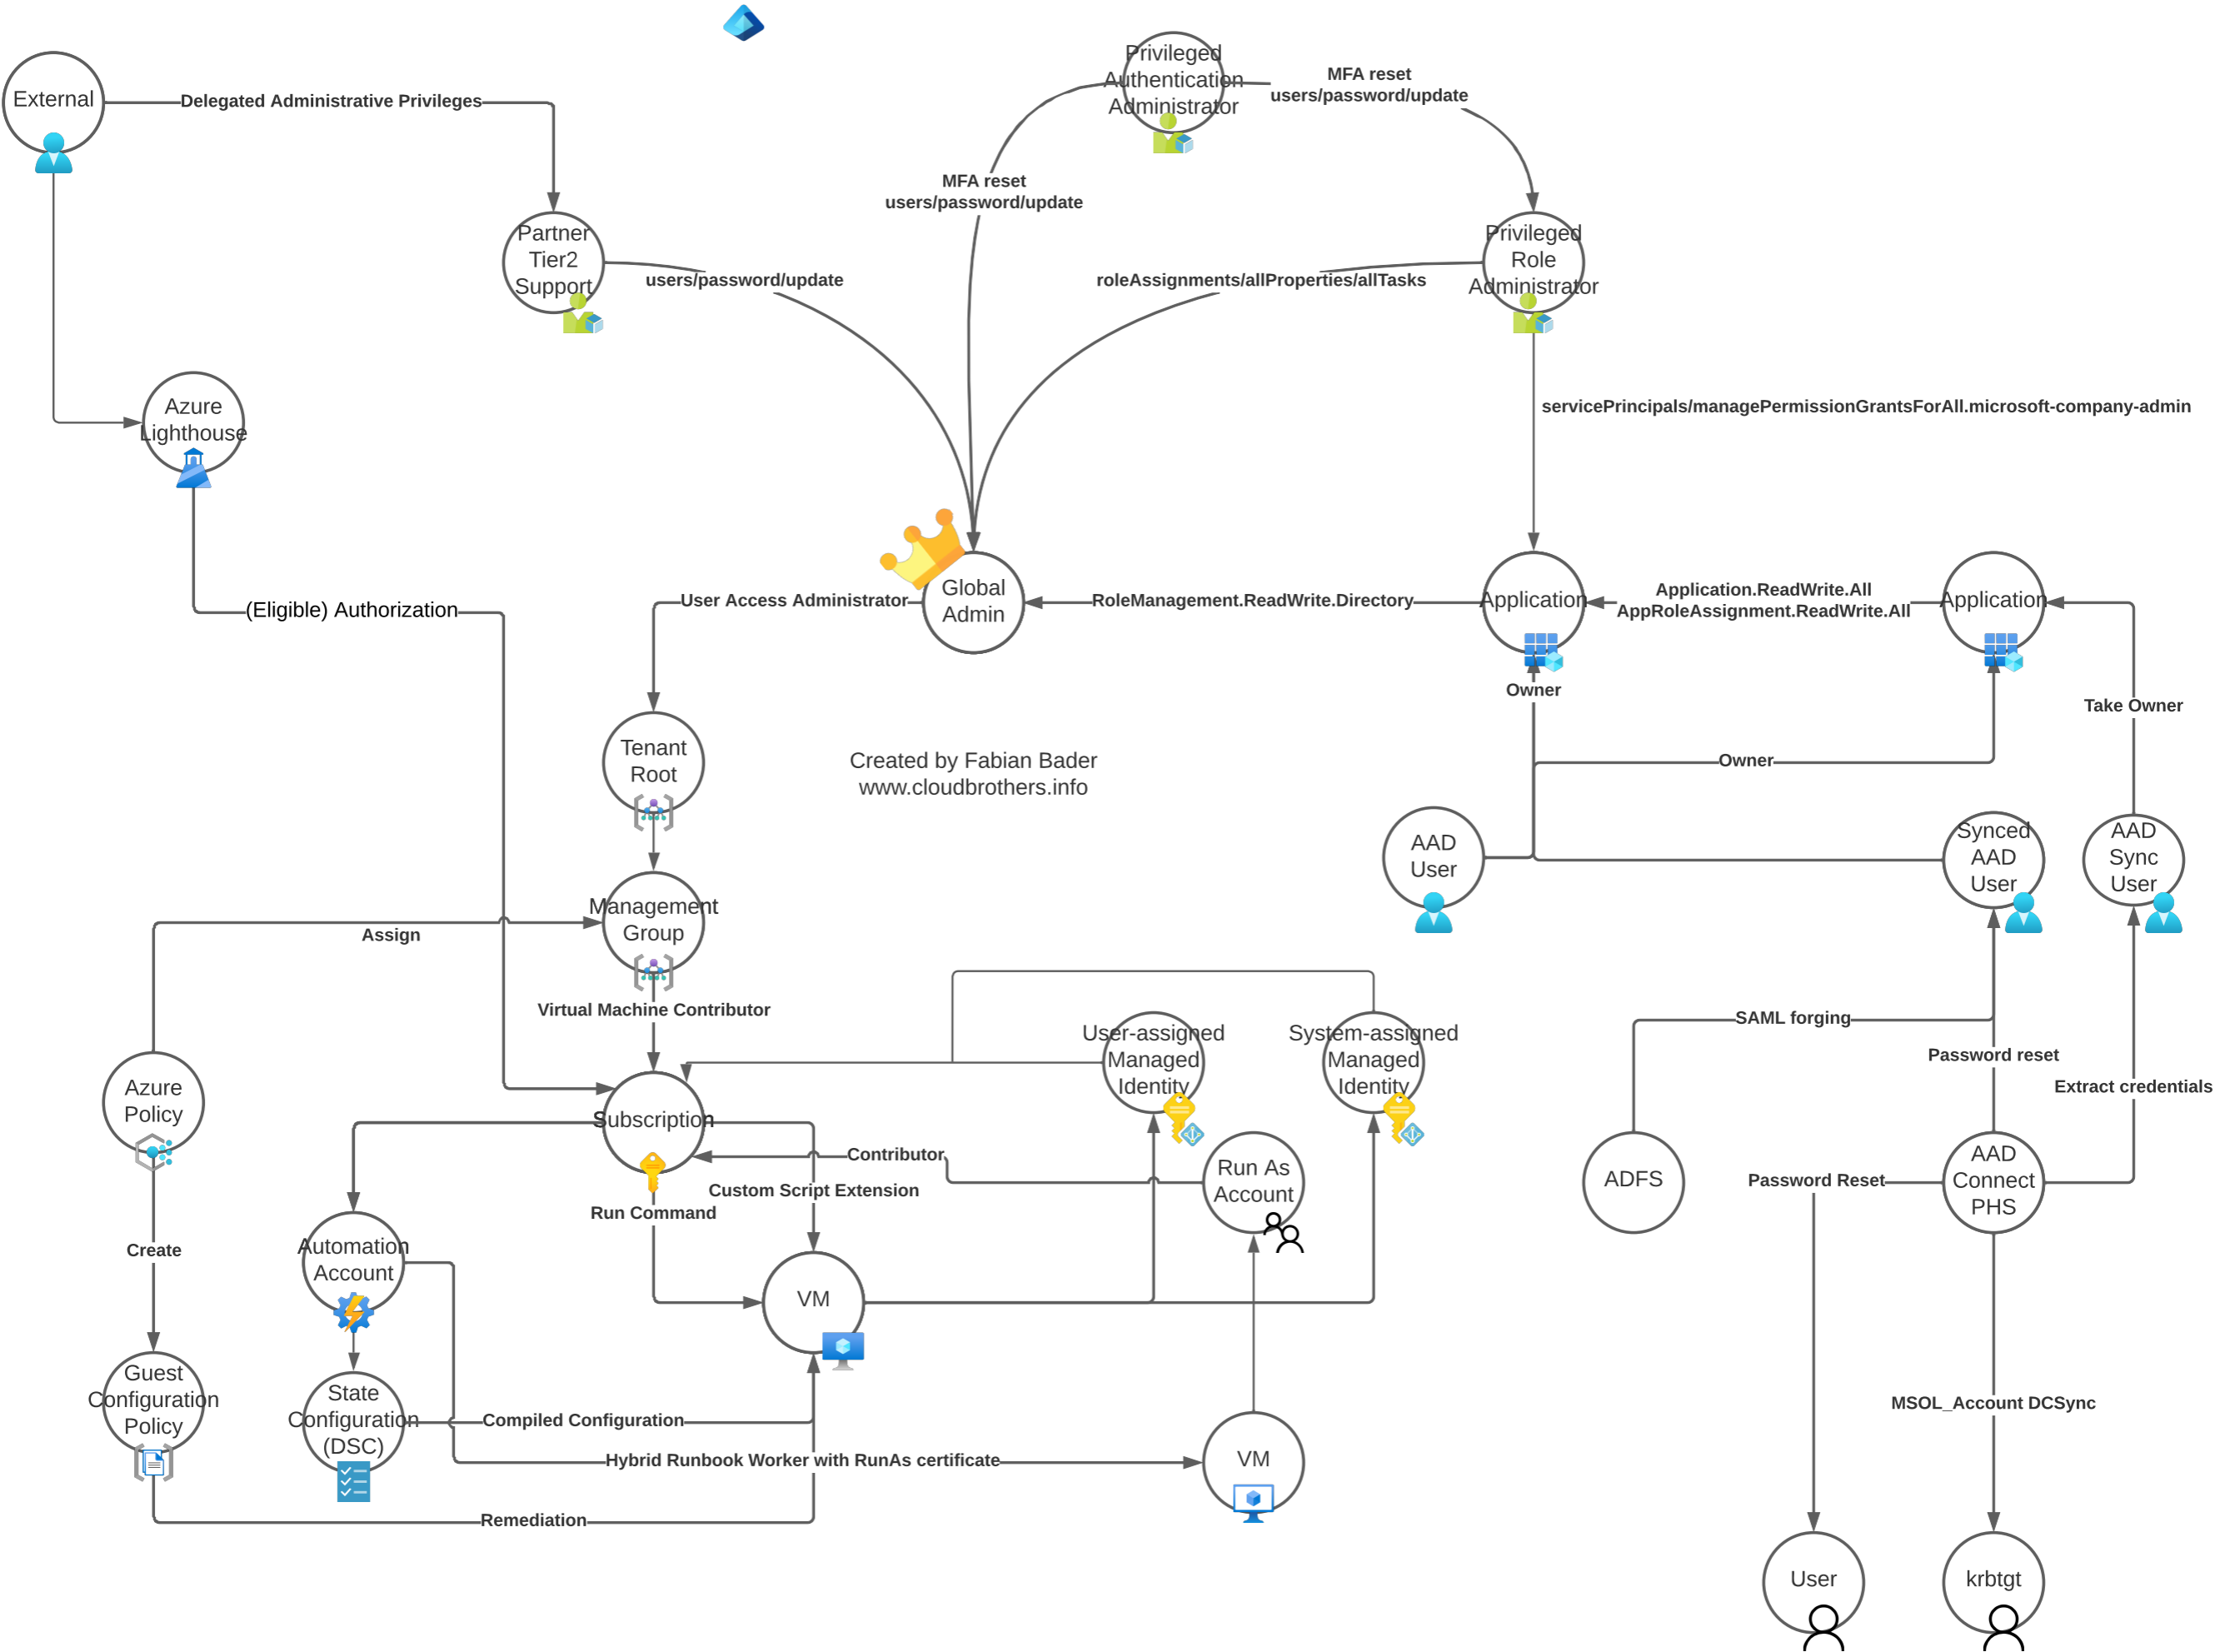 Privileged
Authentication
Administrator
MFA reset
users/password/update
External
Delegated Administrative Privileges
MFA reset
users/password/update
Partner
Tier2
Support
users/password/update
roleAssignments/allProperties/allTasks
Privileged
Role
Administrator
Azure
Lighthouse
servicePrincipals/managePermissionGrantsForAll.microsoft-company-admin
(Eligible) Authorization
User Access Administrator
Global
Admin
RoleManagement.ReadWrite.Directory
Application
Application.ReadWrite.All
AppRoleAssignment.ReadWrite.All
Application
Owner
Take Owner
Tenant
Root
Created by Fabian Bader
www.cloudbrothers.info
Owner
AAD
User
Synced
AAD
User
AAD
Sync
User
Management
Group
Assign
Virtual Machine Contributor
User-assigned
Managed
Identity
System-assigned
Managed
Identity
SAML forging
Password reset
Extract credentials
Azure
Policy
Subscription
Contributor
Run As
Account
ADFS
Password Reset
AAD
Connect
PHS
Custom Script Extension
Run Command
Create
Automation
Account
VM
Guest
Configuration
Policy
State
Configuration
(DSC)
Compiled Configuration
MSOL_Account DCSync
Hybrid Runbook Worker with RunAs certificate
VM
Remediation
User
krbtgt